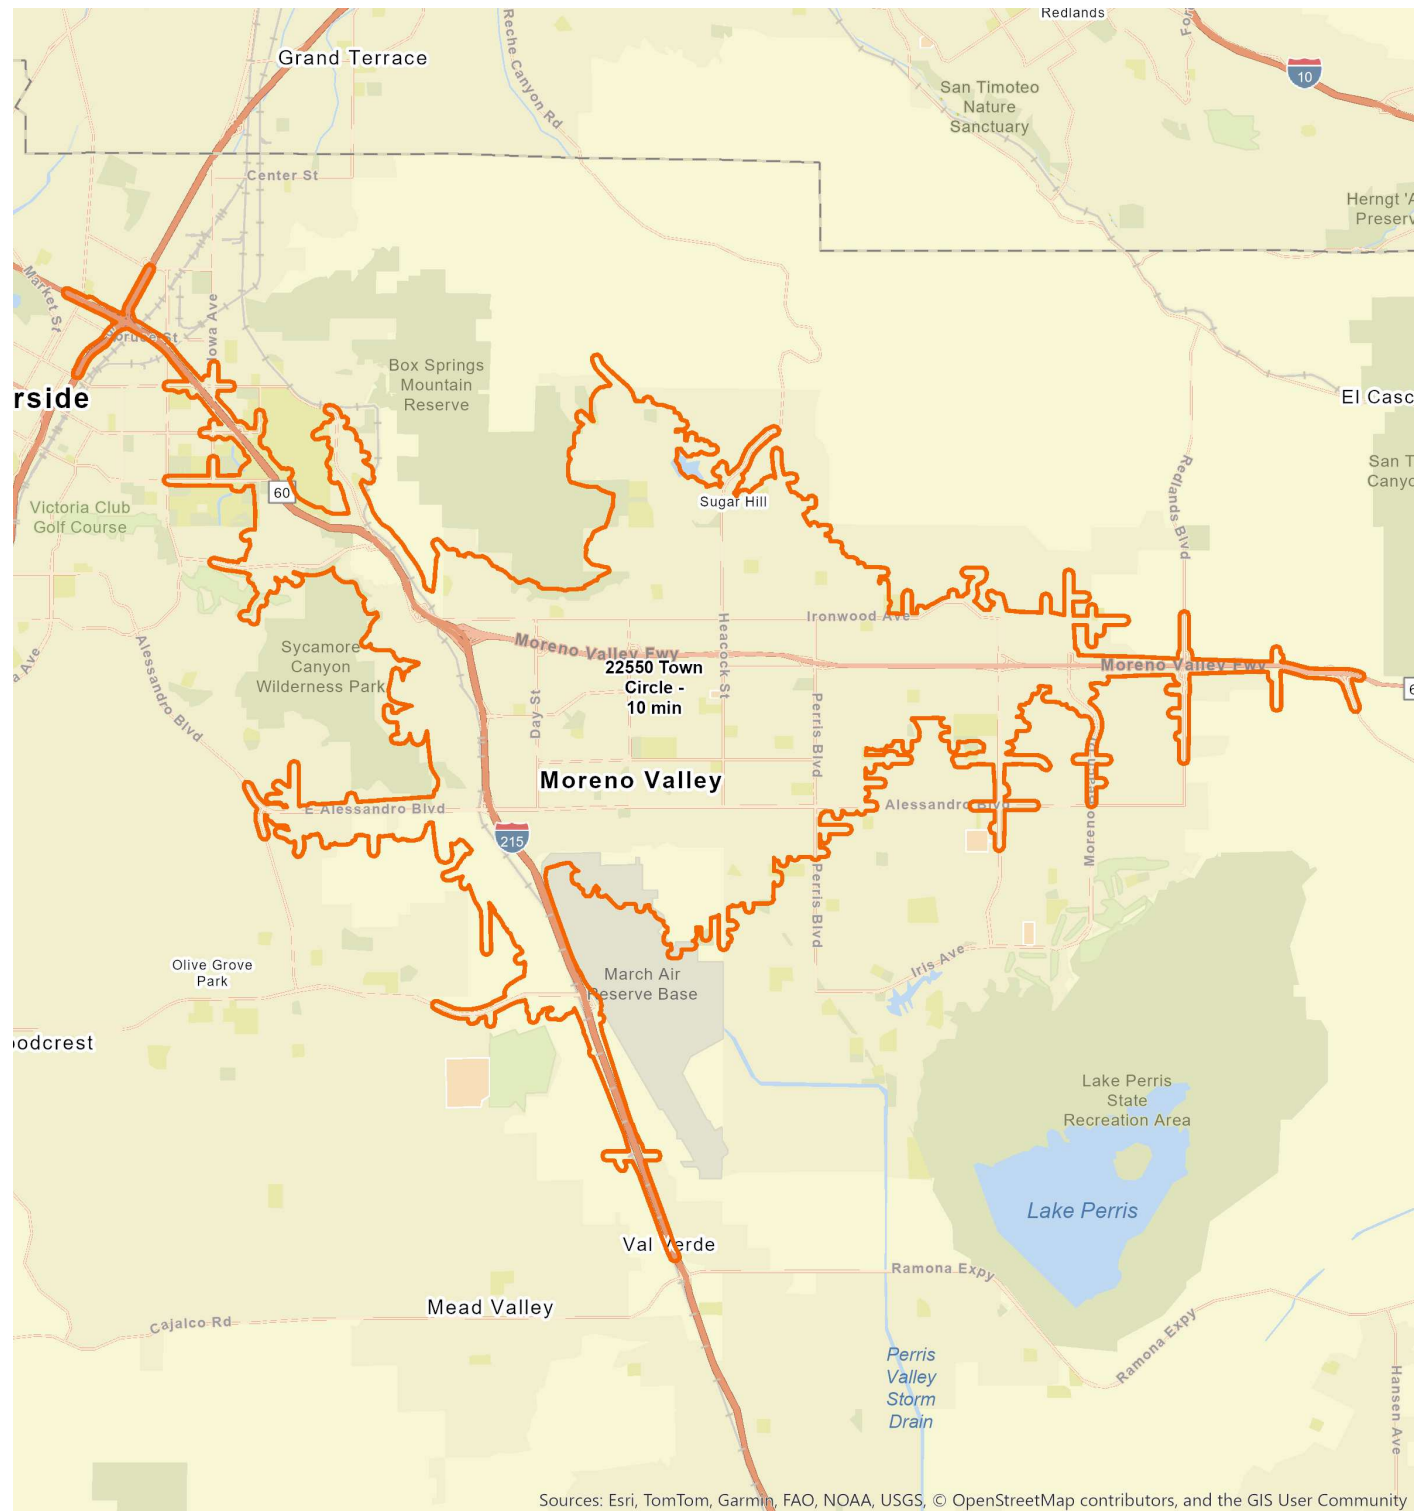 Redlands
Grand Terrace
Reche Canyon Rd
10
San Timoteo
Nature
Sanctuary
Center St
Herngt 'A
Preserv
Market St
Iowa Ave
Box Springs
Mountain
Reserve
rside
El Casc
San T
Canyo
Redlands Blvd
60
Sugar Hill
Victoria Club
Golf Course
Ironwood Ave
Heacock St
Sycamore
Canyon
Wilderness Park
Alessandro Blvd
Moreno Valley Fwy
22550 Town
Circle -
10 min
Moreno Valley Fwy
Day St
Perris Blvd
Moreno Valley
E Alessandro Blvd
Alessandro Blvd
215
Perris Blvd
Olive Grove
Park
March Air
Reserve Base
Iris Ave
oodcrest
Lake Perris
State
Recreation Area
Lake Perris
Val Verde
Ramona Expy
Mead Valley
Cajalco Rd
Ramona Expy
Perris
Valley
Storm
Drain
Hansen Ave
Sources: Esri, TomTom, Garmin, FAO, NOAA, USGS, © OpenStreetMap contributors, and the GIS User Community